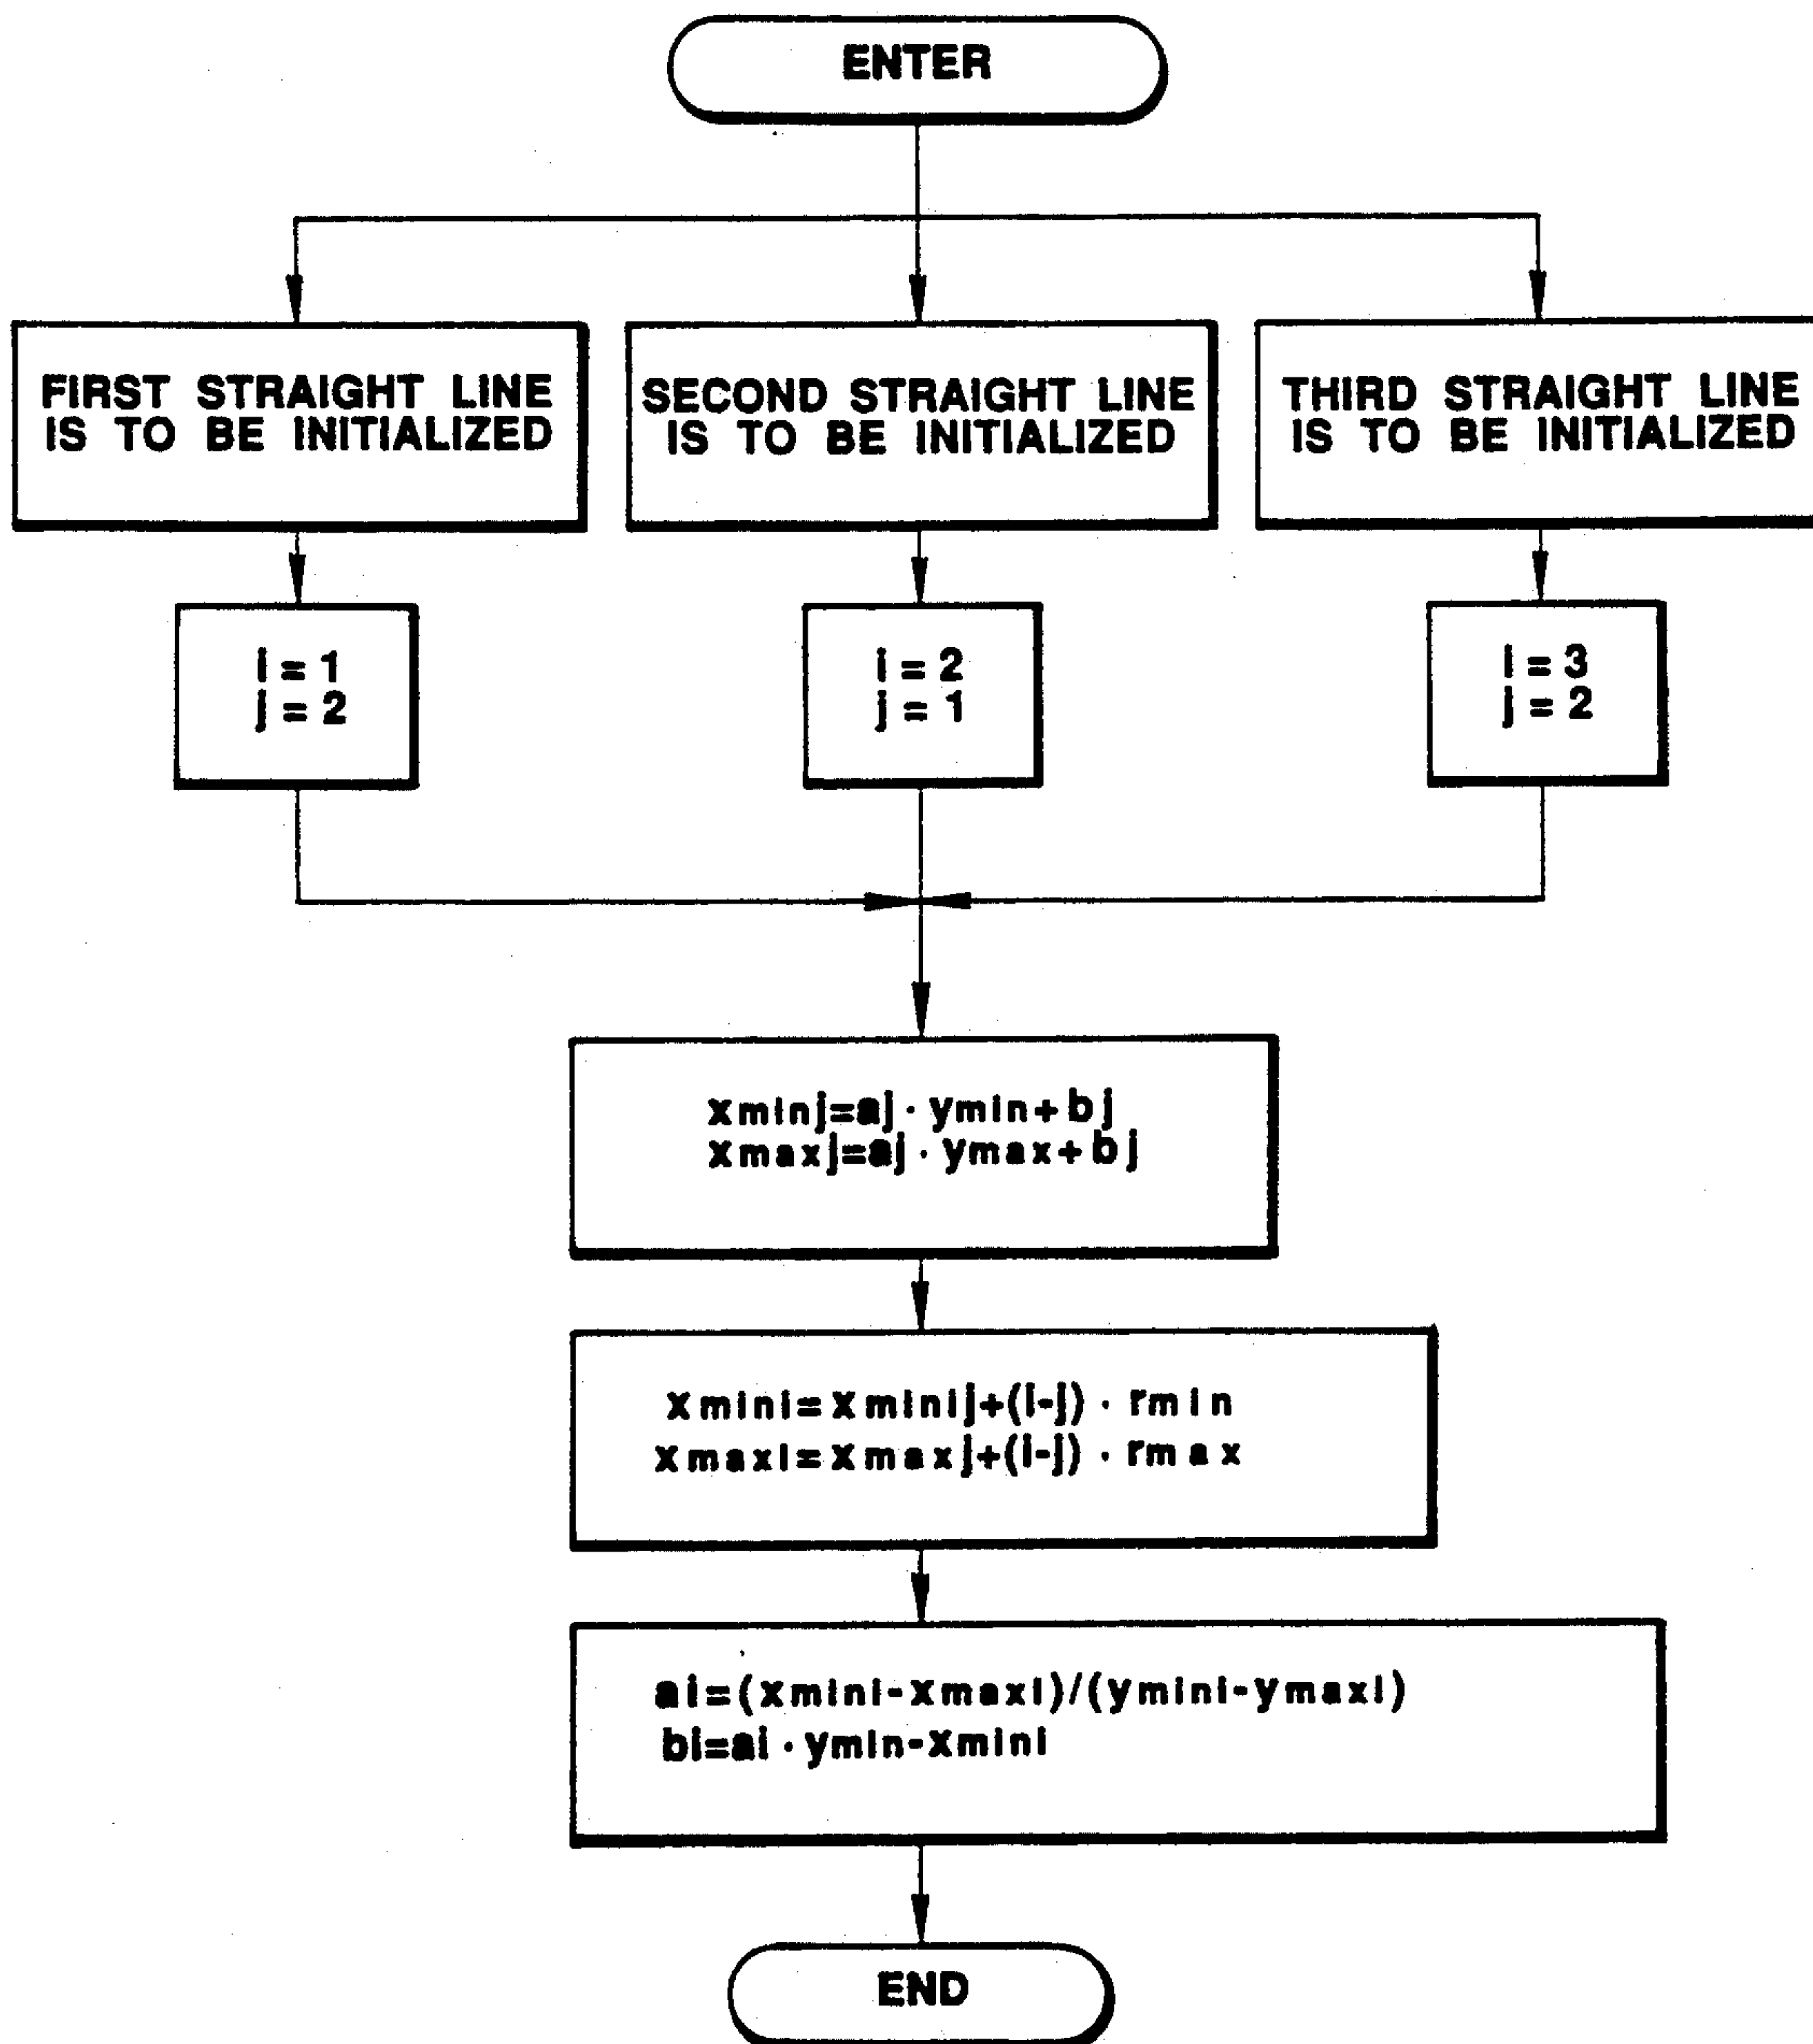 ENTER
FIRST STRAIGHT LINE
IS TO BE INITIALIZED
SECOND STRAIGHT LINE
IS TO BE INITIALIZED
THIRD STRAIGHT LINE
IS TO BE INITIALIZED
i = 1
j = 2
i = 2
j = 1
i = 3
j = 2
xminj=aj · ymin+bj
xmaxj=aj · ymax+bj
xmini=xminij+(i-j) · rmin
xmaxi=xmaxj+(i-j) · rmax
ai=(xmini-xmaxi)/(ymini-ymaxi)
bi=ai · ymin-xmini
END